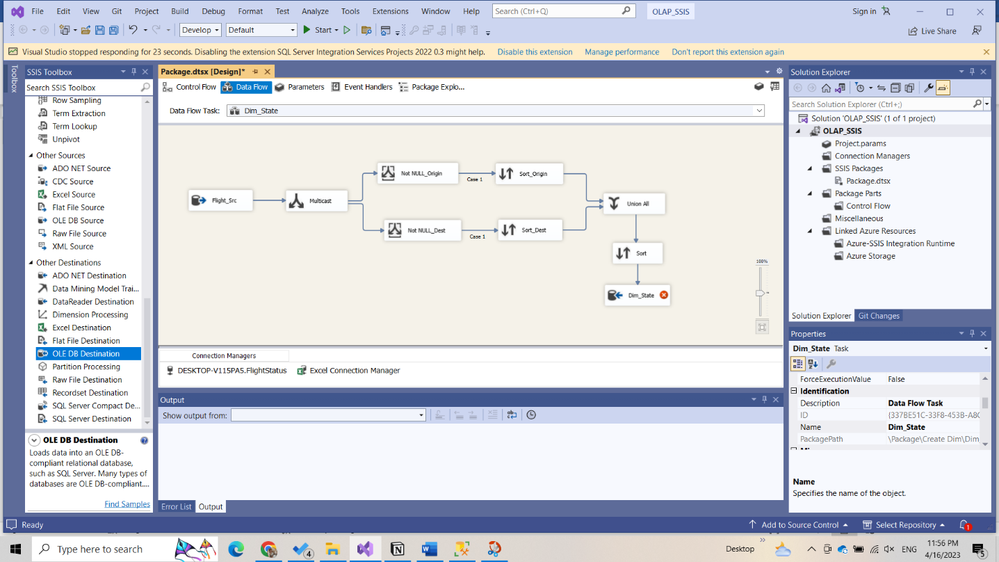 File Edit View Git Project Build Debug Format Test Analyze Tools Extensions Window Help Search (Ctrl+Q) OLAP_SSIS Sign in
Develop Default Start Live Share
Visual Studio stopped responding for 23 seconds. Disabling the extension SQL Server Integration Services Projects 2022 0.3 might help. Disable this extension Manage performance Don't report this extension again
Toolbox
SSIS Toolbox
Search SSIS Toolbox
Row Sampling
Term Extraction
Term Lookup
Unpivot
Other Sources
ADO NET Source
CDC Source
Excel Source
Flat File Source
OLE DB Source
Raw File Source
XML Source
Other Destinations
ADO NET Destination
Data Mining Model Trai...
DataReader Destination
Dimension Processing
Excel Destination
Flat File Destination
OLE DB Destination
Partition Processing
Raw File Destination
Recordset Destination
SQL Server Compact De...
SQL Server Destination
OLE DB Destination
Loads data into an OLE DB-
compliant relational database,
such as SQL Server. Many types of
databases are OLE DB-compliant....
Find Samples
Package.dtsx [Design]*
Control Flow Data Flow Parameters Event Handlers Package Explo...
Data Flow Task: Dim_State
Not NULL_Origin
Case 1
Sort_Origin
Flight_Src
Multicast
Union All
Not NULL_Dest
Case 1
Sort_Dest
Sort
Dim_State
100%
Connection Managers
DESKTOP-V115PA5.FlightStatus Excel Connection Manager
Output
Show output from:
Error List Output
Solution Explorer
Search Solution Explorer (Ctrl+;)
Solution 'OLAP_SSIS' (1 of 1 project)
OLAP_SSIS
Project.params
Connection Managers
SSIS Packages
Package.dtsx
Package Parts
Control Flow
Miscellaneous
Linked Azure Resources
Azure-SSIS Integration Runtime
Azure Storage
Solution Explorer Git Changes
Properties
Dim_State Task
ForceExecutionValue False
Identification
Description Data Flow Task
ID {337BE51C-33F8-453B-A8C
Name Dim_State
PackagePath \Package\Create Dim\Dim_
Name
Specifies the name of the object.
Ready Add to Source Control Select Repository 1
Type here to search 4 Desktop ENG 11:56 PM
4/16/2023 5